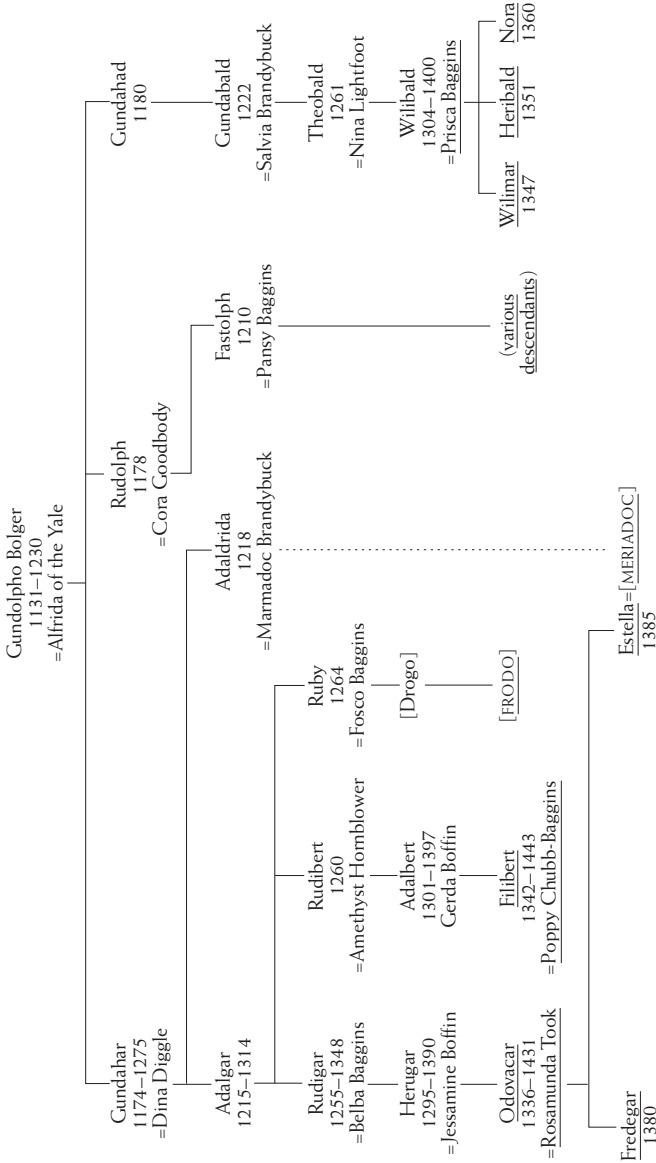 Gundolpho Bolger
1131–1230
=Alfrida of the Yale
Gundahar
1174–1275
=Dina Diggle
Rudolph
1178
=Cora Goodbody
Gundahad
1180
Adalgar
1215–1314
Adaldrida
1218
=Marmadoc Brandybuck
Fastolph
1210
=Pansy Baggins
Gundabald
1222
=Salvia Brandybuck
Rudigar
1255–1348
=Belba Baggins
Rudibert
1260
=Amethyst Hornblower
Ruby
1264
=Fosco Baggins
Theobald
1261
=Nina Lightfoot
Herugar
1295–1390
=Jessamine Boffin
Adalbert
1301–1397
Gerda Boffin
[Drogo]
Wilibald
1304–1400
=Prisca Baggins
Odovacar
1336–1431
=Rosamunda Took
Filibert
1342–1443
=Poppy Chubb-Baggins
[FRODO]
(various
descendants)
Wilimar
1347
Heribald
1351
Nora
1360
Fredegar
1380
Estella=[MERIADOC]
1385